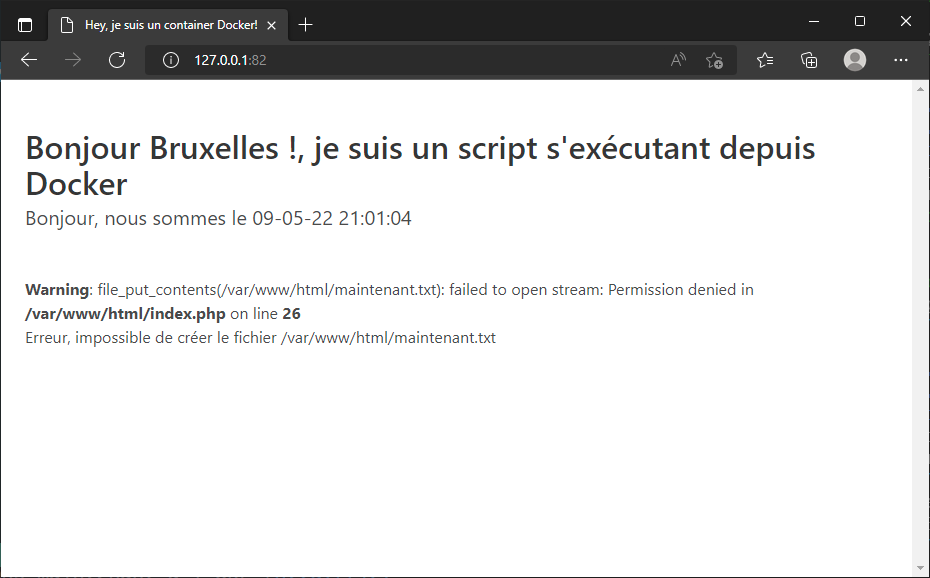 Hey, je suis un container Docker!
127.0.0.1:82
Bonjour Bruxelles !, je suis un script s'exécutant depuis
Docker
Bonjour, nous sommes le 09-05-22 21:01:04
Warning: file_put_contents(/var/www/html/maintenant.txt): failed to open stream: Permission denied in
/var/www/html/index.php on line 26
Erreur, impossible de créer le fichier /var/www/html/maintenant.txt